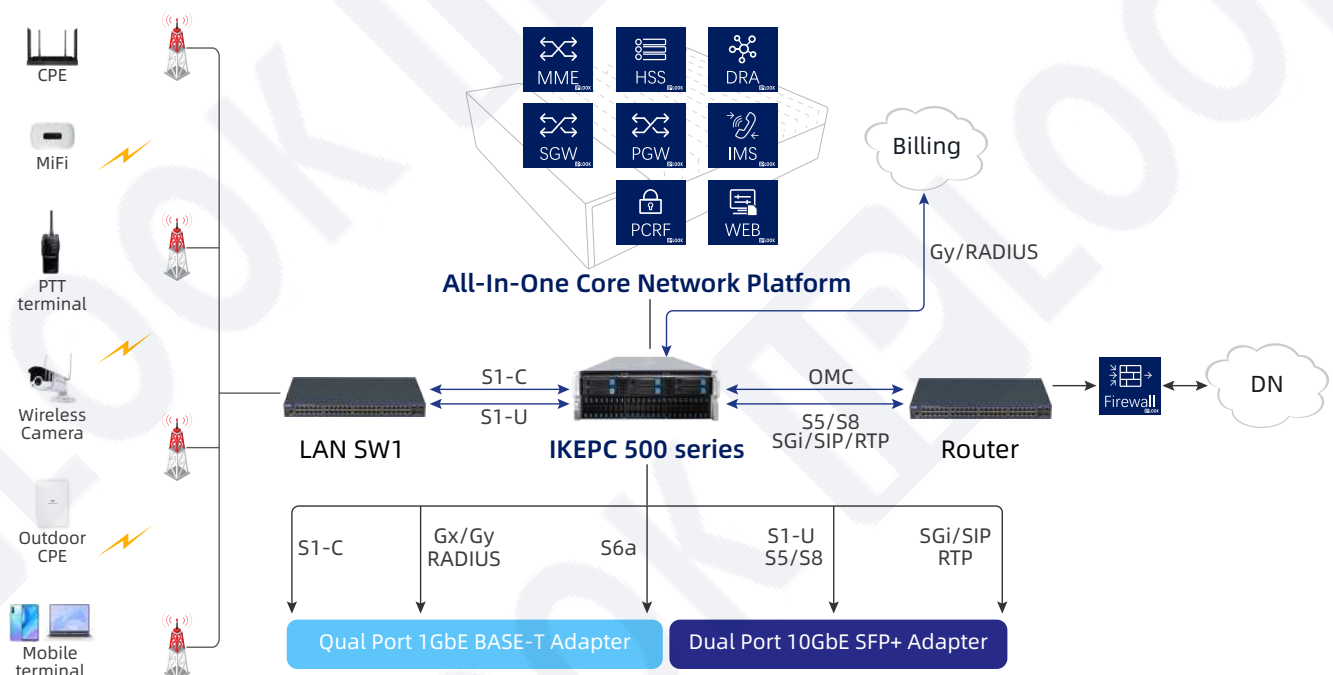 CPE
MiFi
PTT
terminal
Wireless
Camera
Outdoor
CPE
Mobile
terminal
MME
HSS
DRA
SGW
PGW
IMS
PCRF
WEB
All-In-One Core Network Platform
Billing
Gy/RADIUS
S1-C
S1-U
LAN SW1
IKEPC 500 series
OMC
S5/S8
SGi/SIP/RTP
Router
Firewall
DN
S1-C
Gx/Gy
RADIUS
S6a
S1-U
S5/S8
SGi/SIP
RTP
Qual Port 1GbE BASE-T Adapter
Dual Port 10GbE SFP+ Adapter